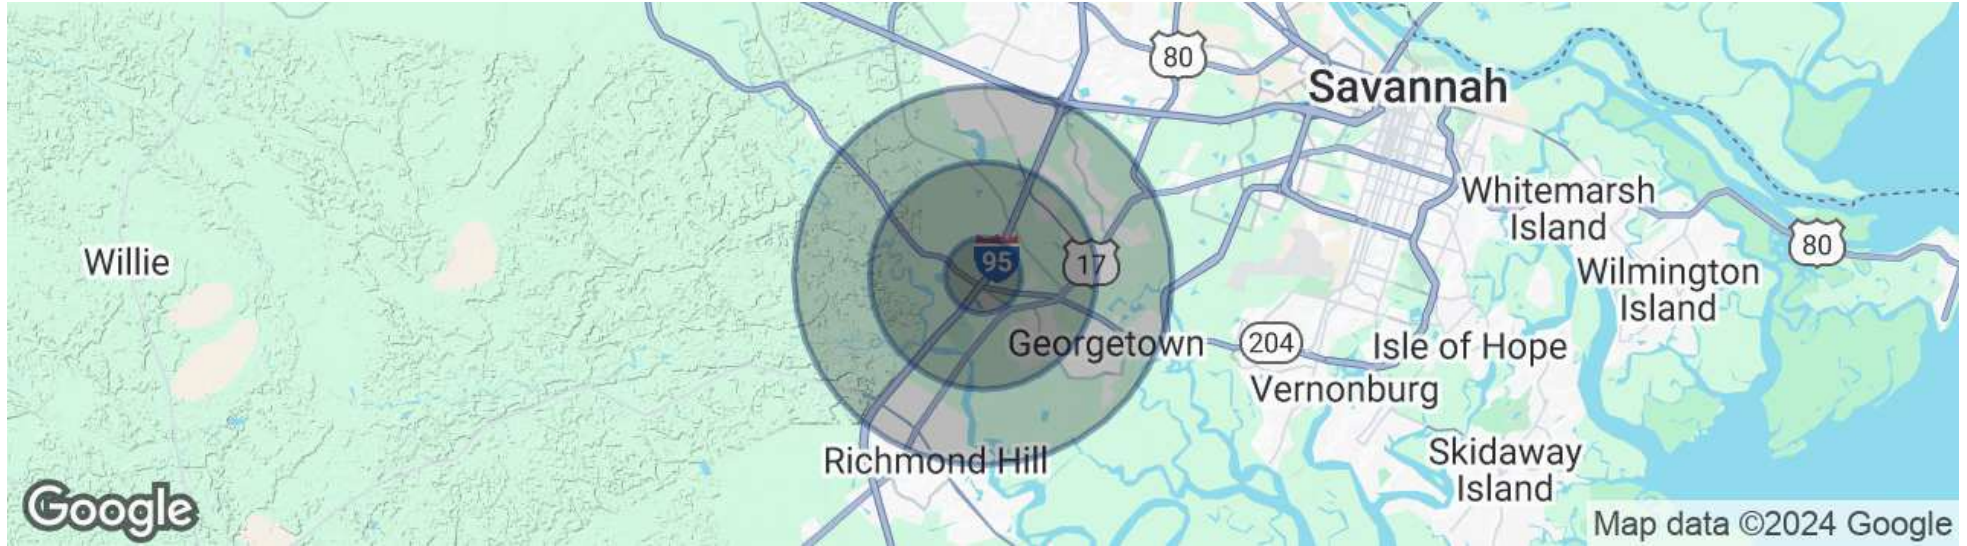 80
Savannah
Whitemarsh
Island
80
Willie
95
17
Wilmington
Island
Georgetown
204
Isle of Hope
Vernonburg
Richmond Hill
Skidaway
Island
Google
Map data ©2024 Google